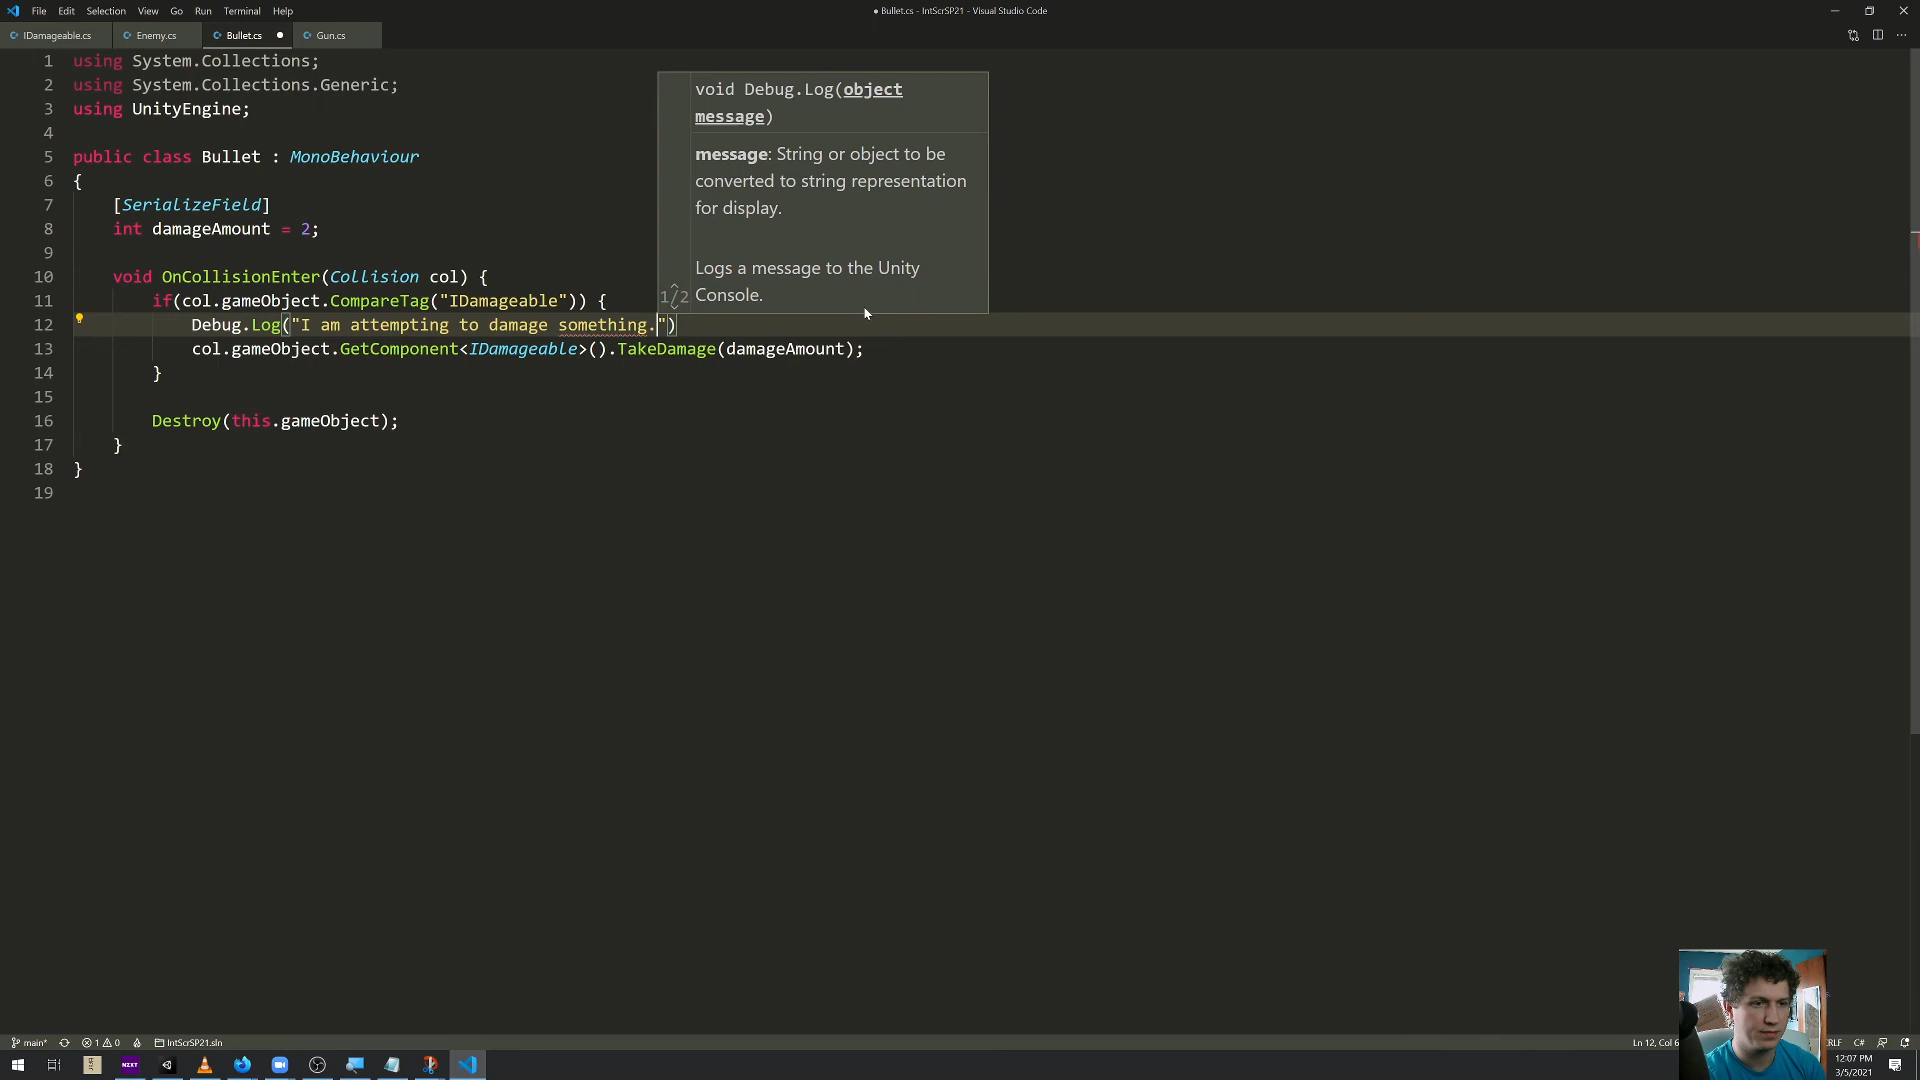 File Edit Selection View Go Run Terminal Help
● Bullet.cs - IntScrSP21 - Visual Studio Code
IDamageable.cs Enemy.cs Bullet.cs ● Gun.cs
1 using System.Collections;
2 using System.Collections.Generic;
3 using UnityEngine;
4
5 public class Bullet : MonoBehaviour
6 {
7 [SerializeField]
8 int damageAmount = 2;
9
10 void OnCollisionEnter(Collision col) {
11 if(col.gameObject.CompareTag("IDamageable")) {
12 Debug.Log("I am attempting to damage something.")
13 col.gameObject.GetComponent<IDamageable>().TakeDamage(damageAmount);
14 }
15
16 Destroy(this.gameObject);
17 }
18 }
19
void Debug.Log(object
message)
message: String or object to be
converted to string representation
for display.
Logs a message to the Unity
1/2 Console.
main* 1 0 IntScrSP21.sln
Ln 12, Col
C#
NZXT
12:07 PM
3/5/2021